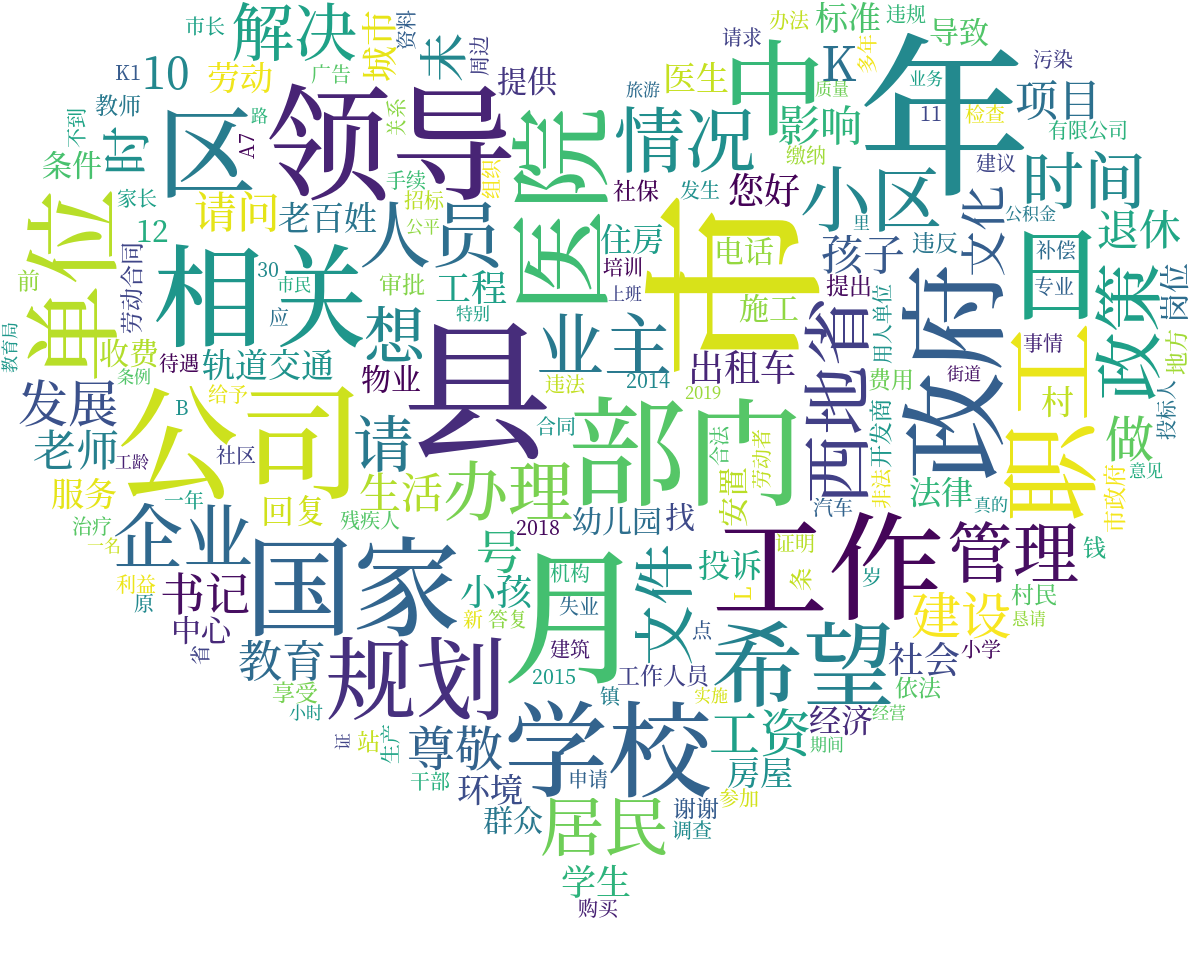 市长
解决
城市
资料
未
周边
提供
K1
10
劳动
广告
教师
不到
时
区
路
A7
领导
关系
组织
条件
家长
12
请问
老百姓
手续
招标
公平
人员
医院
请求
办法
标准
违规
导致
中
K
多年
年
污染
旅游
医生
质量
业务
11
检查
项目
有限公司
情况
影响
缴纳
建议
时间
社保
发生
您好
小区
里
文化
公积金
退休
单位
前
劳动合同
相关
30
市民
应
审批
工程
特别
住房
培训
上班
市
电话
施工
孩子
违反
提出
用人单位
政府
日
补偿
专业
政策
岗位
教育局
收费
条例
待遇
轨道交通
想
物业
县
业主
违法
2014
出租车
2019
西地省
费用
街道
事情
职工
村
地方
投标人
发展
公司
给予
B
老师
工龄
社区
请
合同
部门
合法
劳动者
安置
开发商
非法
做
意见
服务
一年
回复
生活
办理
2018
幼儿园
找
汽车
法律
真的
市政府
治疗
一名
企业
残疾人
国家
号
月
文件
投诉
证明
工作
管理
钱
利益
原
书记
小孩
机构
失业
L
条
岁
建设
村民
恳请
中心
省
新
答复
建筑
点
希望
社会
小学
教育
规划
享受
小时
2015
工作人员
镇
实施
依法
证
站
生产
尊敬
学校
工资
经济
经营
期间
干部
环境
申请
房屋
参加
群众
居民
谢谢
调查
学生
购买